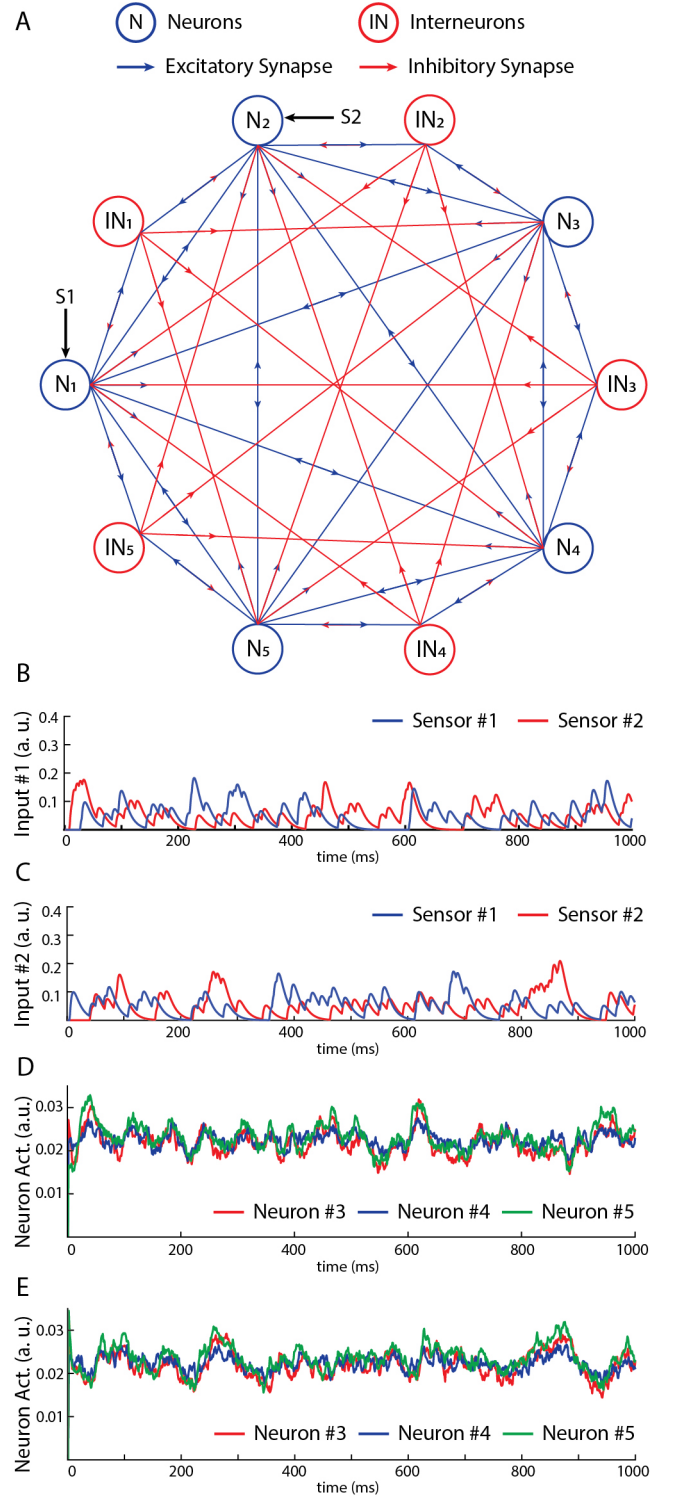 A
N Neurons IN Interneurons
Excitatory Synapse Inhibitory Synapse
N₂ S2 IN₂
IN₁ N₃
S1
N₁ IN₃
IN₅ N₄
N₅ IN₄
B
Input #1 (a. u.)
0.4
0.3
0.2
0.1
Sensor #1 Sensor #2
0 200 400 600 800 1000
time (ms)
C
Input #2 (a. u.)
0.4
0.3
0.2
0.1
Sensor #1 Sensor #2
0 200 400 600 800 1000
time (ms)
D
Neuron Act. (a.u.)
0.03
0.02
0.01
Neuron #3 Neuron #4 Neuron #5
0 200 400 600 800 1000
time (ms)
E
Neuron Act. (a. u.)
0.03
0.02
0.01
Neuron #3 Neuron #4 Neuron #5
0 200 400 600 800 1000
time (ms)